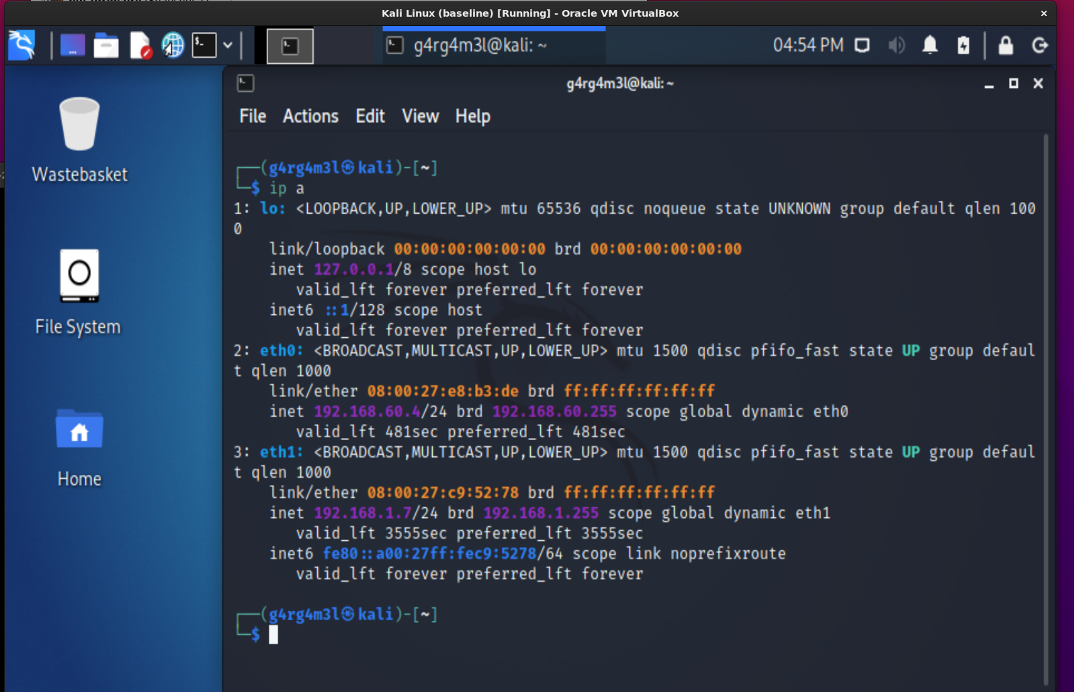 Kali Linux (baseline) [Running] - Oracle VM VirtualBox
g4rg4m3l@kali: ~
04:54 PM
g4rg4m3l@kali: ~
File Actions Edit View Help
Wastebasket
File System
Home
┌──(g4rg4m3l㉿kali)-[~]
└─$ ip a
1: lo: <LOOPBACK,UP,LOWER_UP> mtu 65536 qdisc noqueue state UNKNOWN group default qlen 100
0
link/loopback 00:00:00:00:00:00 brd 00:00:00:00:00:00
inet 127.0.0.1/8 scope host lo
valid_lft forever preferred_lft forever
inet6 ::1/128 scope host
valid_lft forever preferred_lft forever
2: eth0: <BROADCAST,MULTICAST,UP,LOWER_UP> mtu 1500 qdisc pfifo_fast state UP group defaul
t qlen 1000
link/ether 08:00:27:e8:b3:de brd ff:ff:ff:ff:ff:ff
inet 192.168.60.4/24 brd 192.168.60.255 scope global dynamic eth0
valid_lft 481sec preferred_lft 481sec
3: eth1: <BROADCAST,MULTICAST,UP,LOWER_UP> mtu 1500 qdisc pfifo_fast state UP group defaul
t qlen 1000
link/ether 08:00:27:c9:52:78 brd ff:ff:ff:ff:ff:ff
inet 192.168.1.7/24 brd 192.168.1.255 scope global dynamic eth1
valid_lft 3555sec preferred_lft 3555sec
inet6 fe80::a00:27ff:fec9:5278/64 scope link noprefixroute
valid_lft forever preferred_lft forever
┌──(g4rg4m3l㉿kali)-[~]
└─$